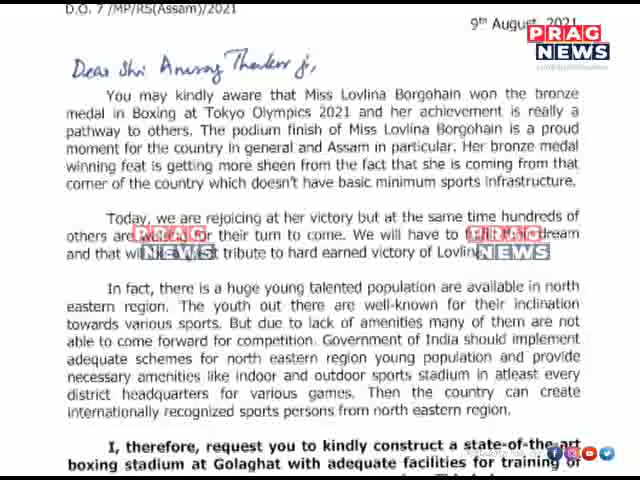 D.O. 7/MP/RS(Assam)/2021
9th August, 2021
PRAG
NEWS
Dear Shri Anurag Thakur ji,
You may kindly aware that Miss Lovlina Borgohain won the bronze
medal in Boxing at Tokyo Olympics 2021 and her achievement is really a
pathway to others. The podium finish of Miss Lovlina Borgohain is a proud
moment for the country in general and Assam in particular. Her bronze medal
winning feat is getting more sheen from the fact that she is coming from that
corner of the country which doesn't have basic minimum sports infrastructure.
Today, we are rejoicing at her victory but at the same time hundreds of
others are waiting for their turn to come. We will have to dream
and that will tribute to hard earned victory of Lovlina
PRAG
NEWS
PRAG
NEWS
In fact, there is a huge young talented population are available in north
eastern region. The youth out there are well-known for their inclination
towards various sports. But due to lack of amenities many of them are not
able to come forward for competition. Government of India should implement
adequate schemes for north eastern region young population and provide
necessary amenities like indoor and outdoor sports stadium in atleast every
district headquarters for various games. Then the country can create
internationally recognized sports persons from north eastern region.
I, therefore, request you to kindly construct a state-of-the-art
boxing stadium at Golaghat with adequate facilities for training of